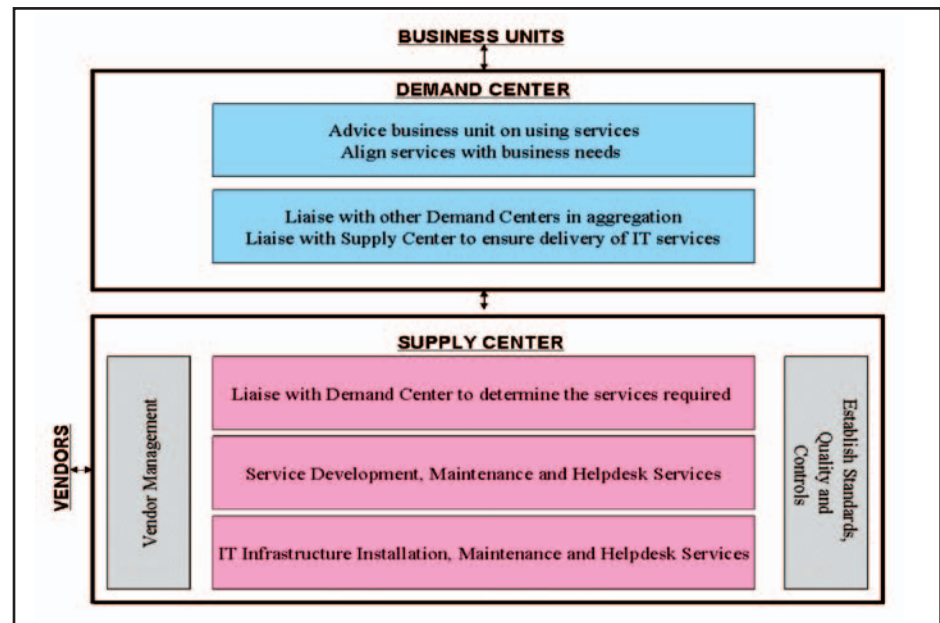 BUSINESS UNITS
DEMAND CENTER
Advice business unit on using services
Align services with business needs
Liaise with other Demand Centers in aggregation
Liaise with Supply Center to ensure delivery of IT services
SUPPLY CENTER
VENDORS
Vendor Management
Liaise with Demand Center to determine the services required
Service Development, Maintenance and Helpdesk Services
IT Infrastructure Installation, Maintenance and Helpdesk Services
Establish Standards,
Quality and
Controls